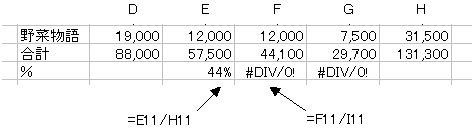 D E F G H
野菜物語 19,000 12,000 12,000 7,500 31,500
合計 88,000 57,500 44,100 29,700 131,300
% 44% #DIV/0! #DIV/0!
=E11/H11 =F11/I11